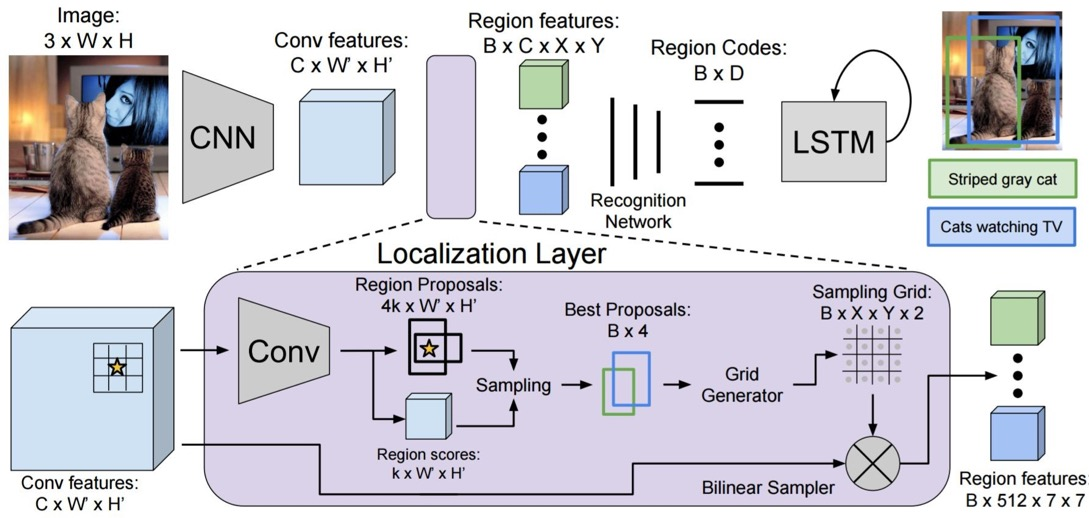 Image:
3 x W x H
CNN
Conv features:
C x W' x H'
Region features:
B x C x X x Y
Recognition
Network
Region Codes:
B x D
LSTM
Striped gray cat
Cats watching TV
Localization Layer
Conv features:
C x W' x H'
Conv
Region Proposals:
4k x W' x H'
Region scores:
k x W' x H'
Sampling
Best Proposals:
B x 4
Grid
Generator
Sampling Grid:
B x X x Y x 2
Bilinear Sampler
Region features:
B x 512 x 7 x 7